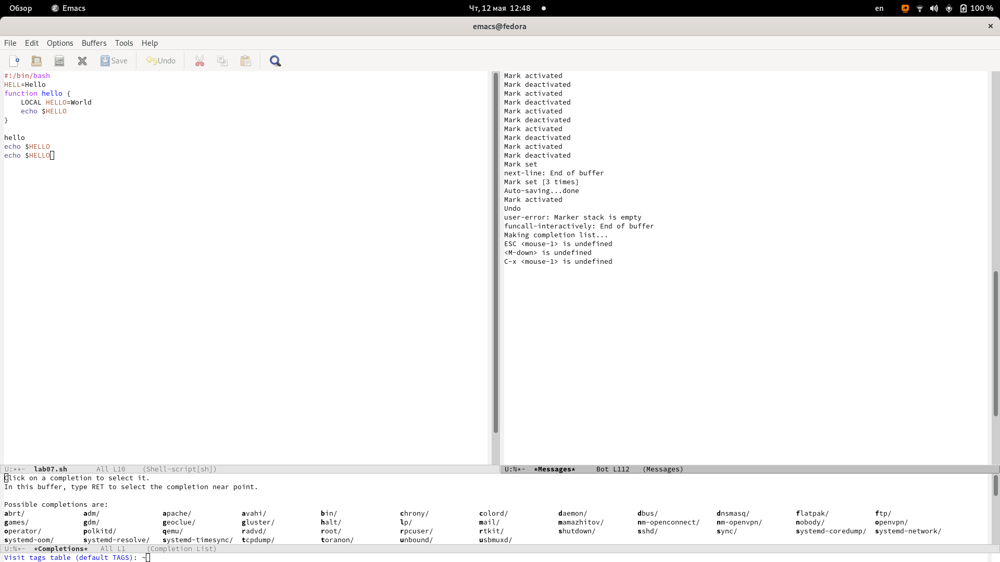 Обзор Emacs Чт, 12 мая 12:48 en 100 %
emacs@fedora
File Edit Options Buffers Tools Help
Save Undo
#!/bin/bash
HELL=Hello
function hello {
    LOCAL HELLO=World
    echo $HELLO
}
hello
echo $HELLO
echo $HELLO
U:**-  lab07.sh       All L10    (Shell-script[sh])
Mark activated
Mark deactivated
Mark activated
Mark deactivated
Mark activated
Mark deactivated
Mark activated
Mark deactivated
Mark activated
Mark deactivated
Mark set
next-line: End of buffer
Mark set [3 times]
Auto-saving...done
Mark activated
Undo
user-error: Marker stack is empty
funcall-interactively: End of buffer
Making completion list...
ESC <mouse-1> is undefined
<M-down> is undefined
C-x <mouse-1> is undefined
U:%*-  *Messages*     Bot L112   (Messages)
Click on a completion to select it.
In this buffer, type RET to select the completion near point.
Possible completions are:
abrt/ adm/ apache/ avahi/ bin/ chrony/ colord/ daemon/ dbus/ dnsmasq/ flatpak/ ftp/
games/ gdm/ geoclue/ gluster/ halt/ lp/ mail/ mamazhitov/ nm-openconnect/ nm-openvpn/ nobody/ openvpn/
operator/ polkitd/ qemu/ radvd/ root/ rpcuser/ rtkit/ shutdown/ sshd/ sync/ systemd-coredump/ systemd-network/
systemd-oom/ systemd-resolve/ systemd-timesync/ tcpdump/ toranon/ unbound/ usbmuxd/
U:%*-  *Completions*   All L1     (Completion List)
Visit tags table (default TAGS): ~